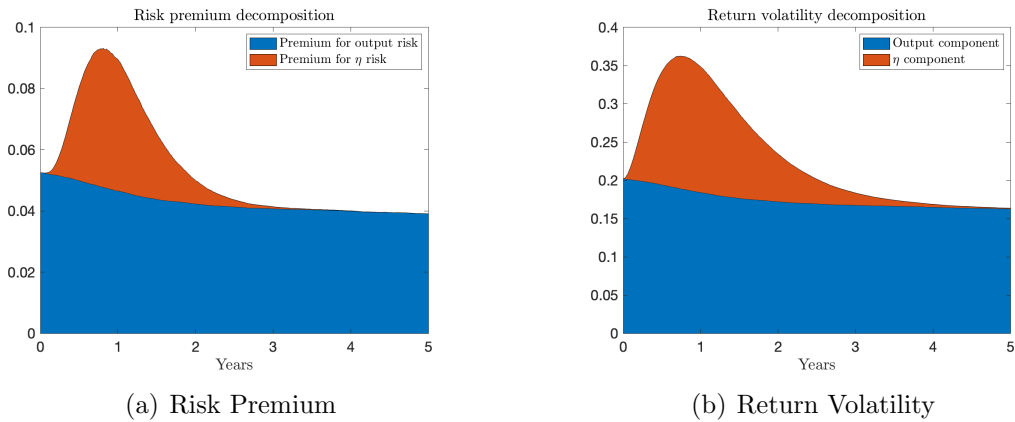 Risk premium decomposition
0.1
0.08
0.06
0.04
0.02
0
Premium for output risk
Premium for η risk
0 1 2 3 4 5
Years
(a) Risk Premium
Return volatility decomposition
0.4
0.35
0.3
0.25
0.2
0.15
0.1
0.05
0
Output component
η component
0 1 2 3 4 5
Years
(b) Return Volatility